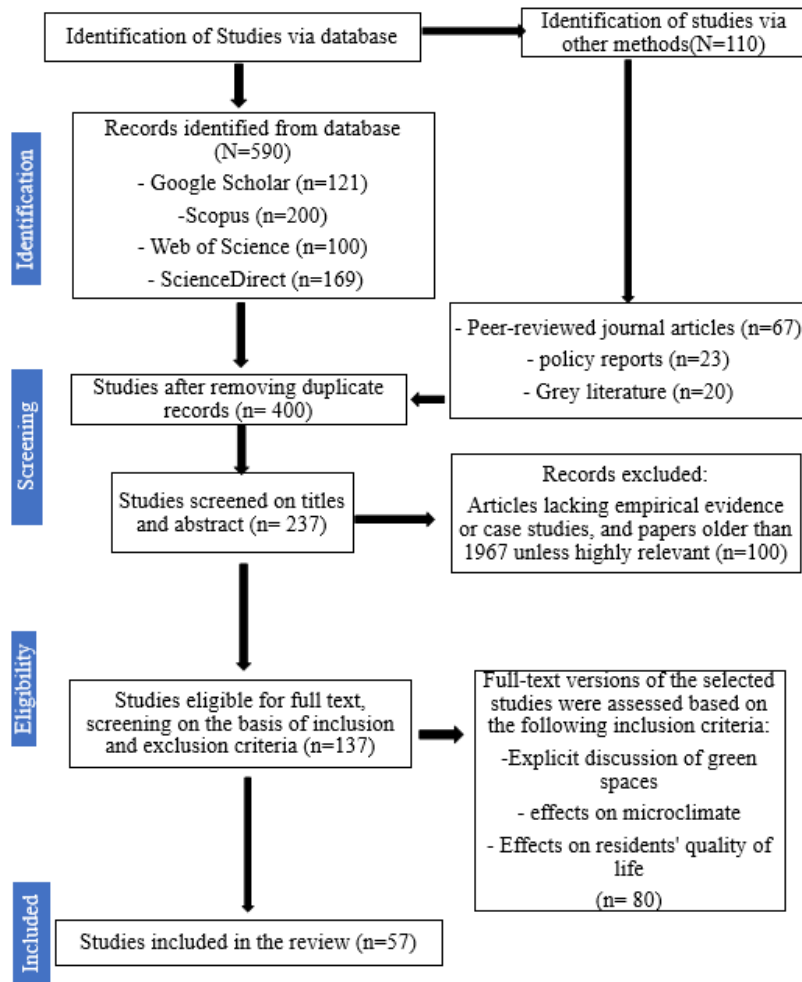 Identification of Studies via database
Identification of studies via
other methods(N=110)
Identification
Records identified from database
(N=590)
- Google Scholar (n=121)
-Scopus (n=200)
- Web of Science (n=100)
- ScienceDirect (n=169)
- Peer-reviewed journal articles (n=67)
- policy reports (n=23)
- Grey literature (n=20)
Screening
Studies after removing duplicate
records (n= 400)
Studies screened on titles
and abstract (n= 237)
Records excluded:
Articles lacking empirical evidence
or case studies, and papers older than
1967 unless highly relevant (n=100)
Eligibility
Studies eligible for full text,
screening on the basis of inclusion
and exclusion criteria (n=137)
Full-text versions of the selected
studies were assessed based on
the following inclusion criteria:
-Explicit discussion of green
spaces
- effects on microclimate
- Effects on residents' quality of
life
(n= 80)
Included
Studies included in the review (n=57)